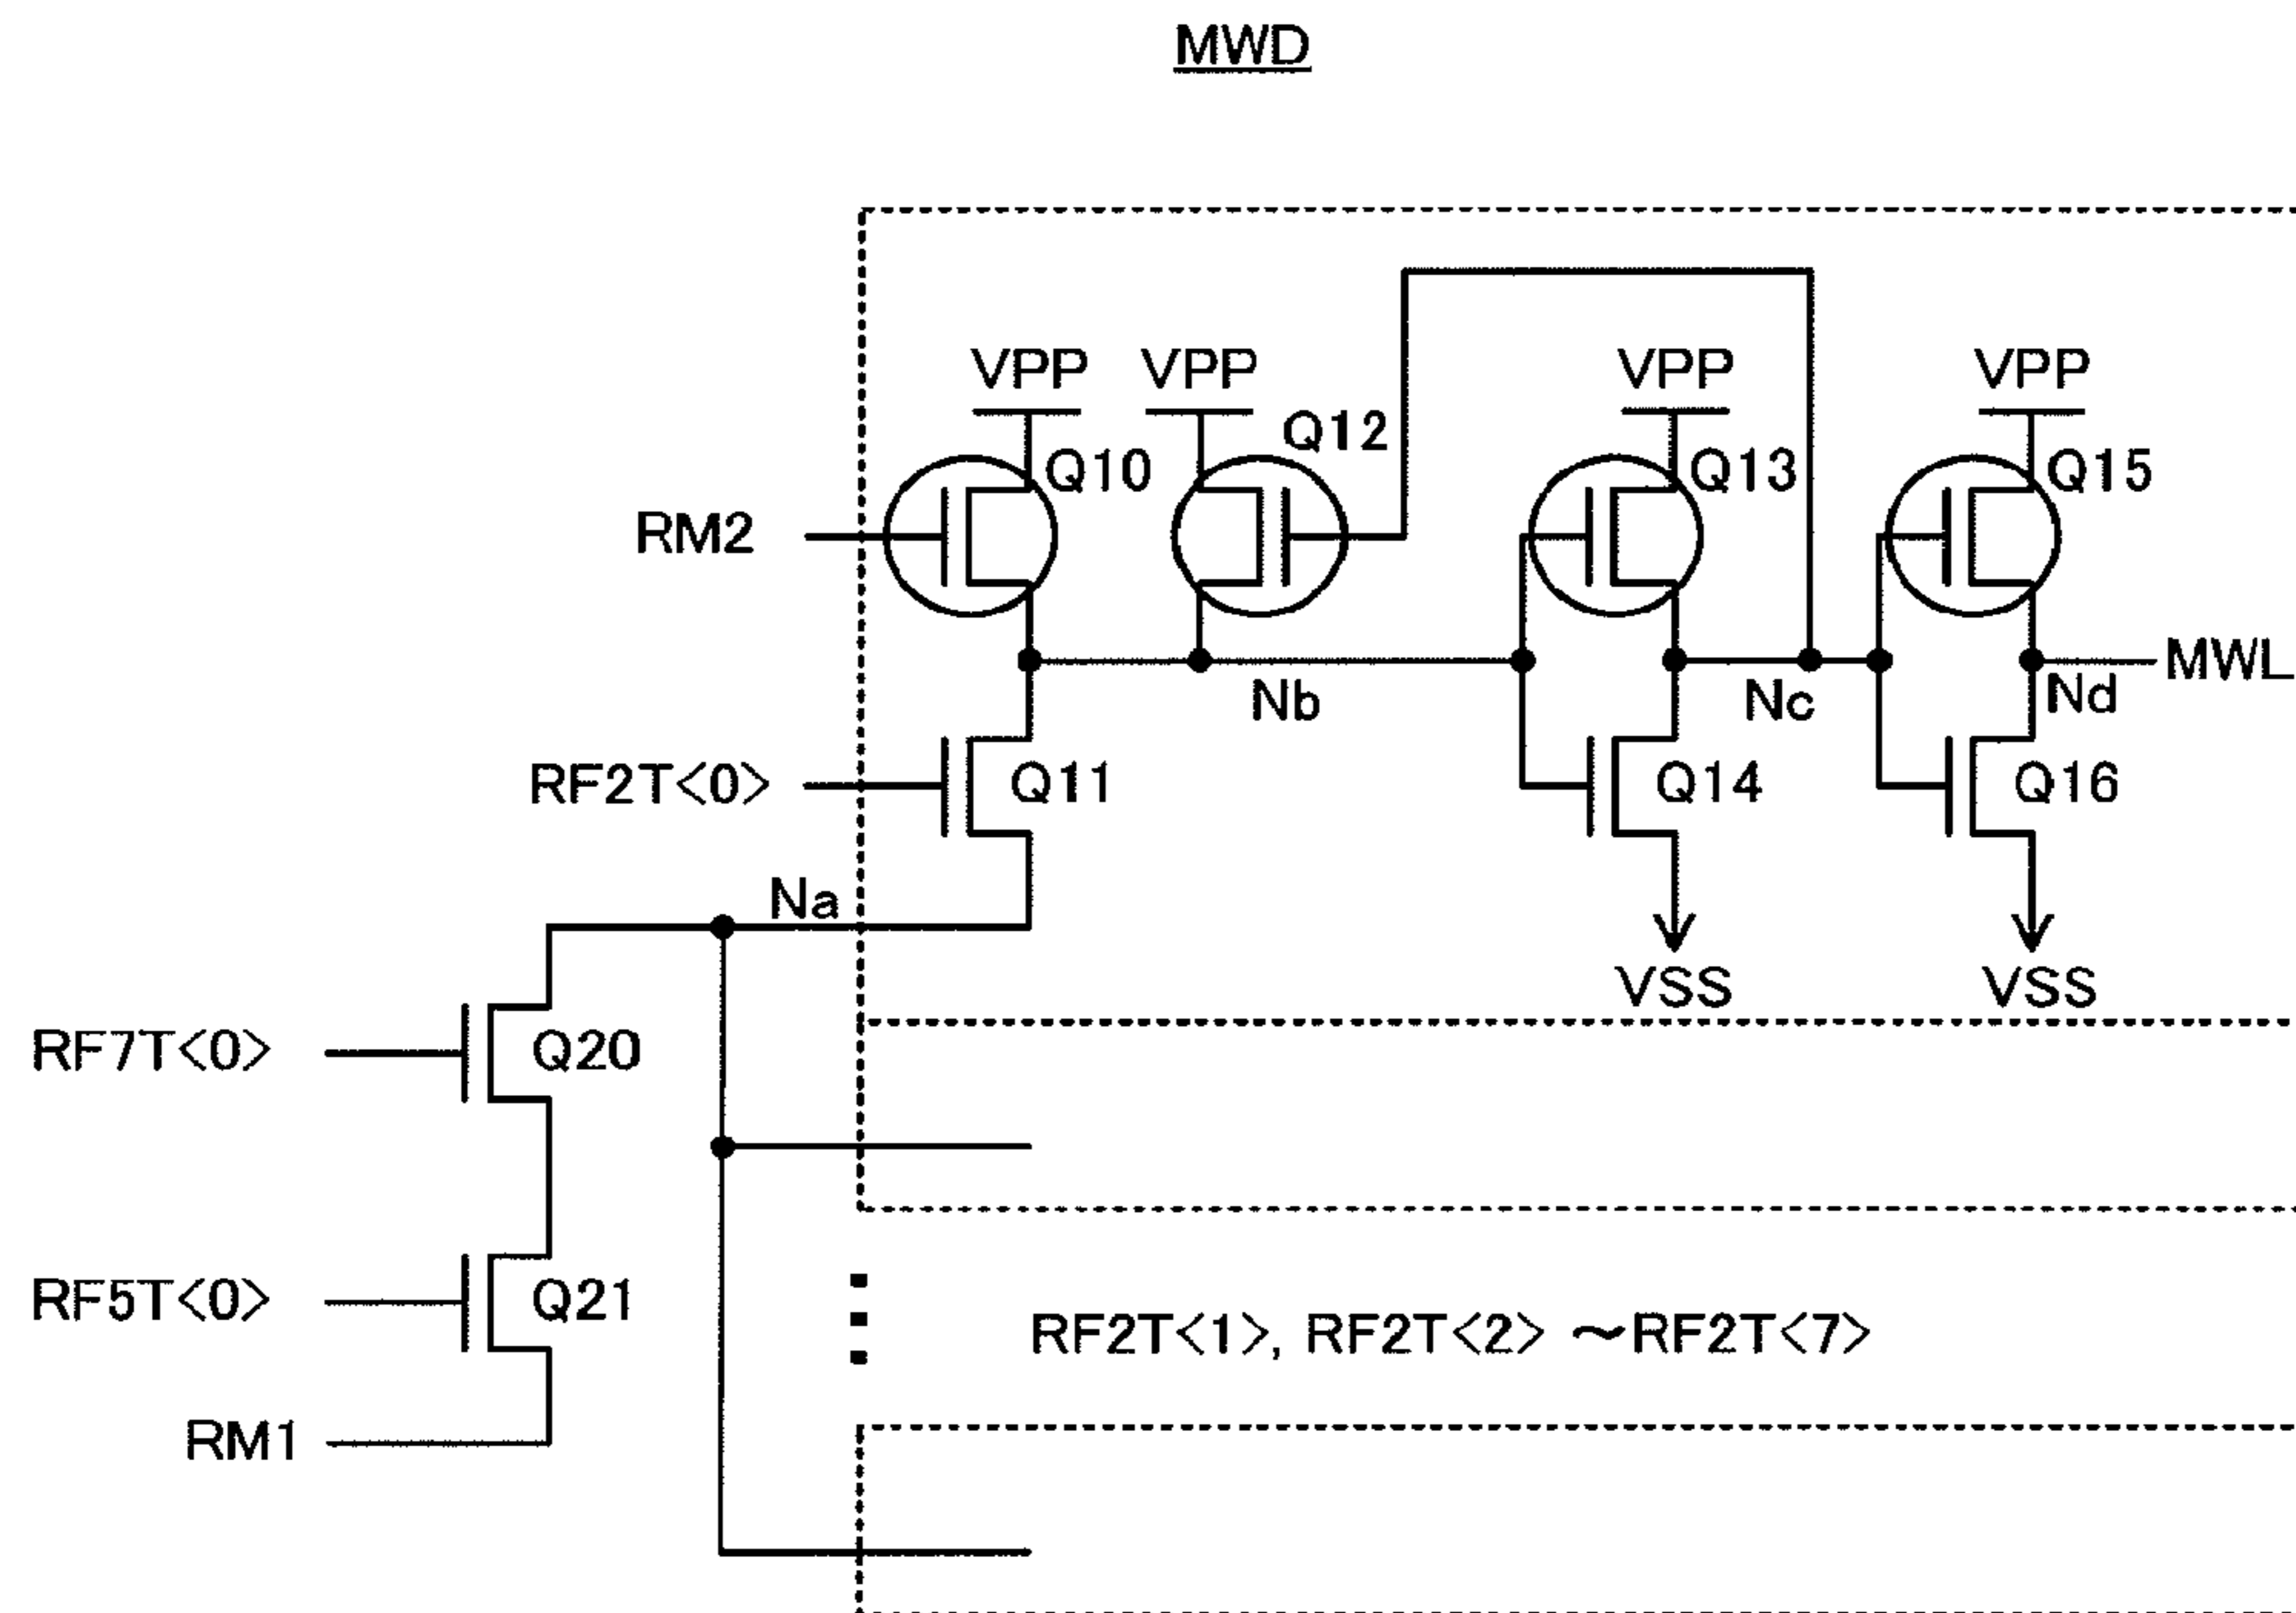 MWD
VPP VPP VPP VPP
Q12
Q10 Q13 Q15
RM2
Nb Nc Nd MWL
RF2T<0> Q11 Q14 Q16
Na
VSS VSS
RF7T<0> Q20
RF5T<0> Q21
RF2T<1>, RF2T<2> ~RF2T<7>
RM1